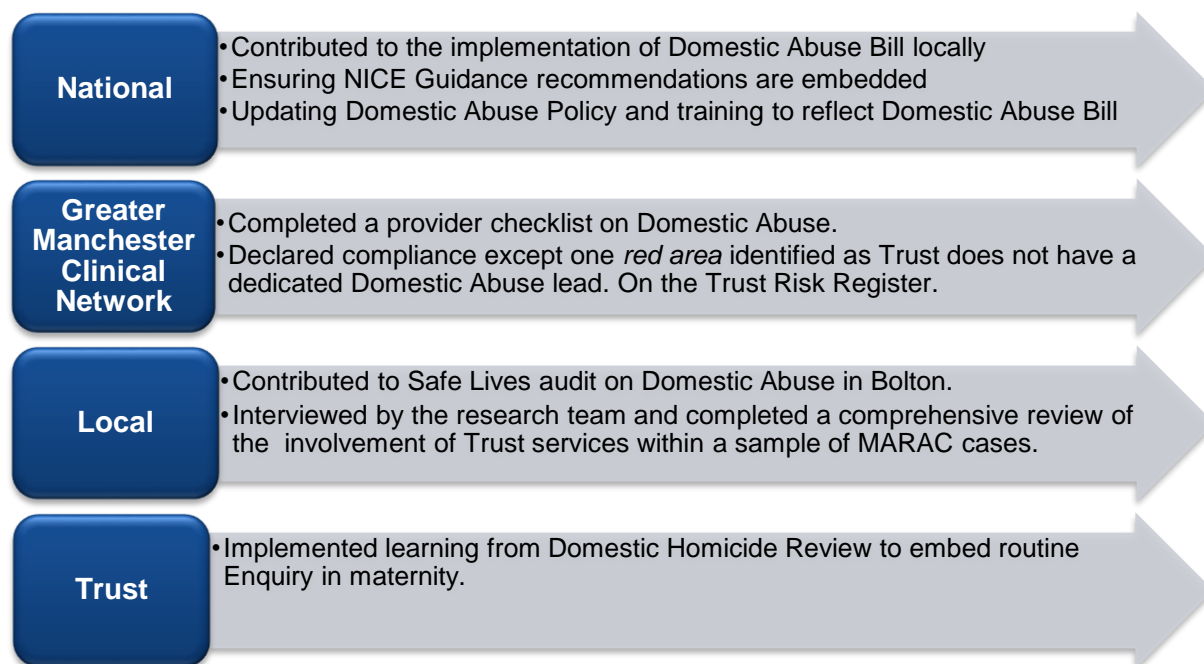 National
•Contributed to the implementation of Domestic Abuse Bill locally
•Ensuring NICE Guidance recommendations are embedded
•Updating Domestic Abuse Policy and training to reflect Domestic Abuse Bill
Greater
Manchester
Clinical
Network
•Completed a provider checklist on Domestic Abuse.
•Declared compliance except one red area identified as Trust does not have a
dedicated Domestic Abuse lead. On the Trust Risk Register.
Local
•Contributed to Safe Lives audit on Domestic Abuse in Bolton.
•Interviewed by the research team and completed a comprehensive review of
the  involvement of Trust services within a sample of MARAC cases.
Trust
•Implemented learning from Domestic Homicide Review to embed routine
Enquiry in maternity.